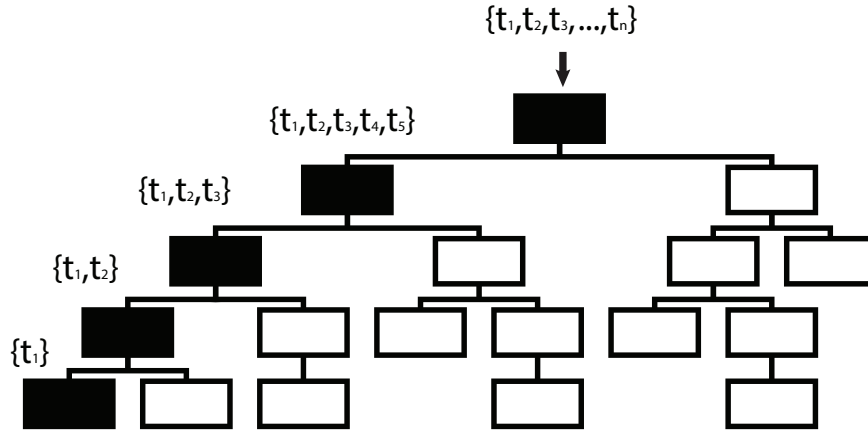 {t₁,t₂,t₃,...,tₙ}
{t₁,t₂,t₃,t₄,t₅}
{t₁,t₂,t₃}
{t₁,t₂}
{t₁}